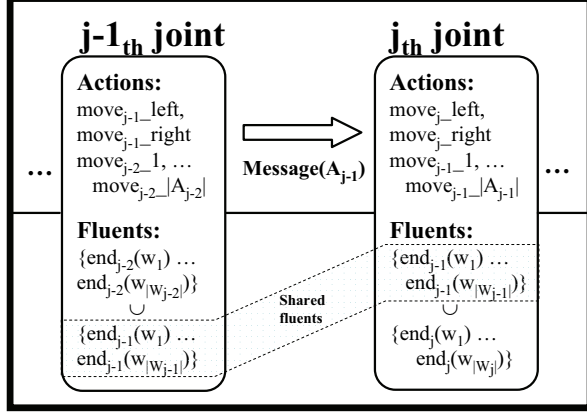 j-1th joint
Actions:
movej-1_left,
movej-1_right
movej-2_1, …
movej-2_|Aj-2|
Fluents:
{endj-2(w1) …
endj-2(w|Wj-2|)}
∪
{endj-1(w1) …
endj-1(w|Wj-1|)}
…
Message(Aj-1)
Shared
fluents
jth joint
Actions:
movej_left,
movej_right
movej-1_1, …
movej-1_|Aj-1|
Fluents:
{endj-1(w1) …
endj-1(w|Wj-1|)}
∪
{endj(w1) …
endj(w|Wj|)}
…